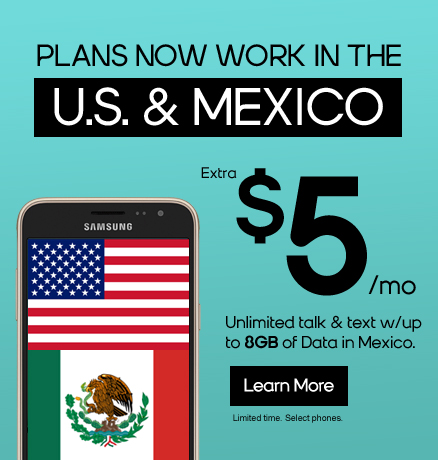 PLANS NOW WORK IN THE
U.S. & MEXICO
Extra
$5/mo
SAMSUNG
Unlimited talk & text w/up
to 8GB of Data in Mexico.
Learn More
Limited time. Select phones.